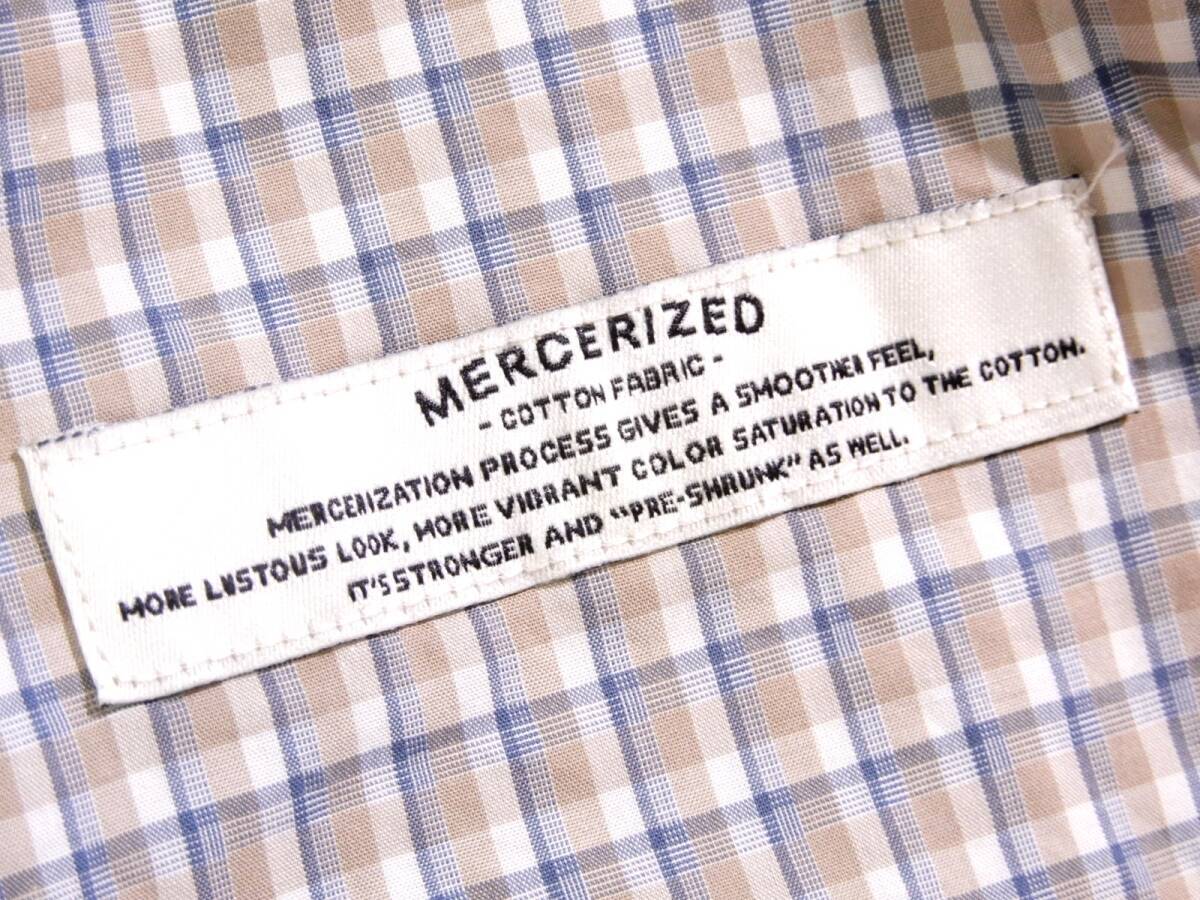 MERCERIZED
- COTTON FABRIC -
MERCERIZATION PROCESS GIVES A SMOOTHER FEEL,
MORE LUSTOUS LOOK, MORE VIBRANT COLOR SATURATION TO THE COTTON.
IT'S STRONGER AND "PRE-SHRUNK" AS WELL.